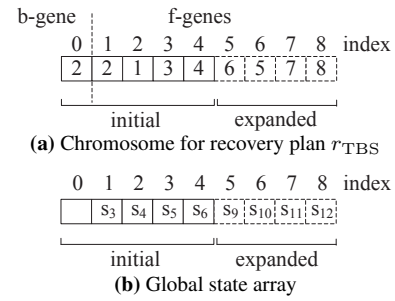 b-gene f-genes
0 1 2 3 4 5 6 7 8 index
2 2 1 3 4 6 5 7 8
initial expanded
(a) Chromosome for recovery plan rTBS
0 1 2 3 4 5 6 7 8 index
s3 s4 s5 s6 s9 s10 s11 s12
initial expanded
(b) Global state array